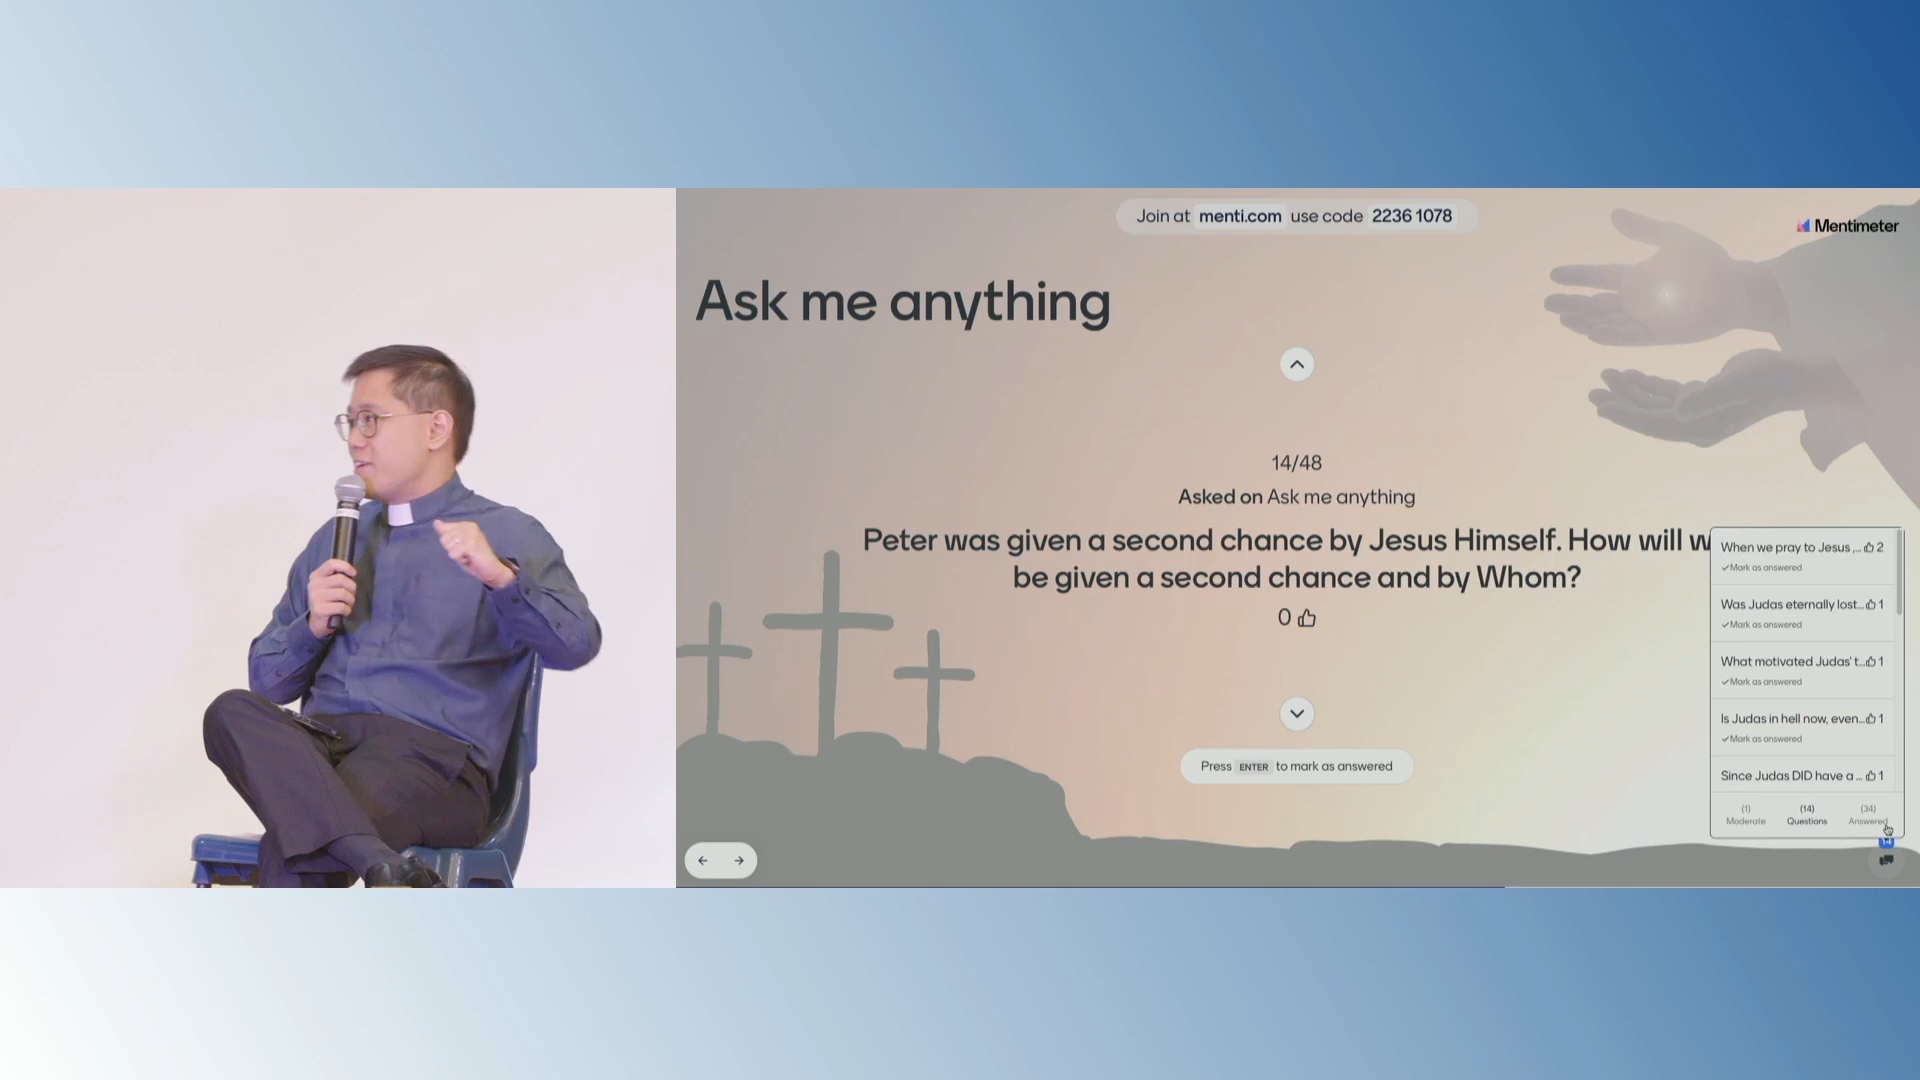 Join at menti.com use code 2236 1078
Mentimeter
Ask me anything
14/48
Asked on Ask me anything
Peter was given a second chance by Jesus Himself. How will w
be given a second chance and by Whom?
0
Press ENTER to mark as answered
When we pray to Jesus ,... 2
✓Mark as answered
Was Judas eternally lost... 1
✓Mark as answered
What motivated Judas' t... 1
✓Mark as answered
Is Judas in hell now, even... 1
✓Mark as answered
Since Judas DID have a ... 1
(1) (14) (34)
Moderate Questions Answered
14